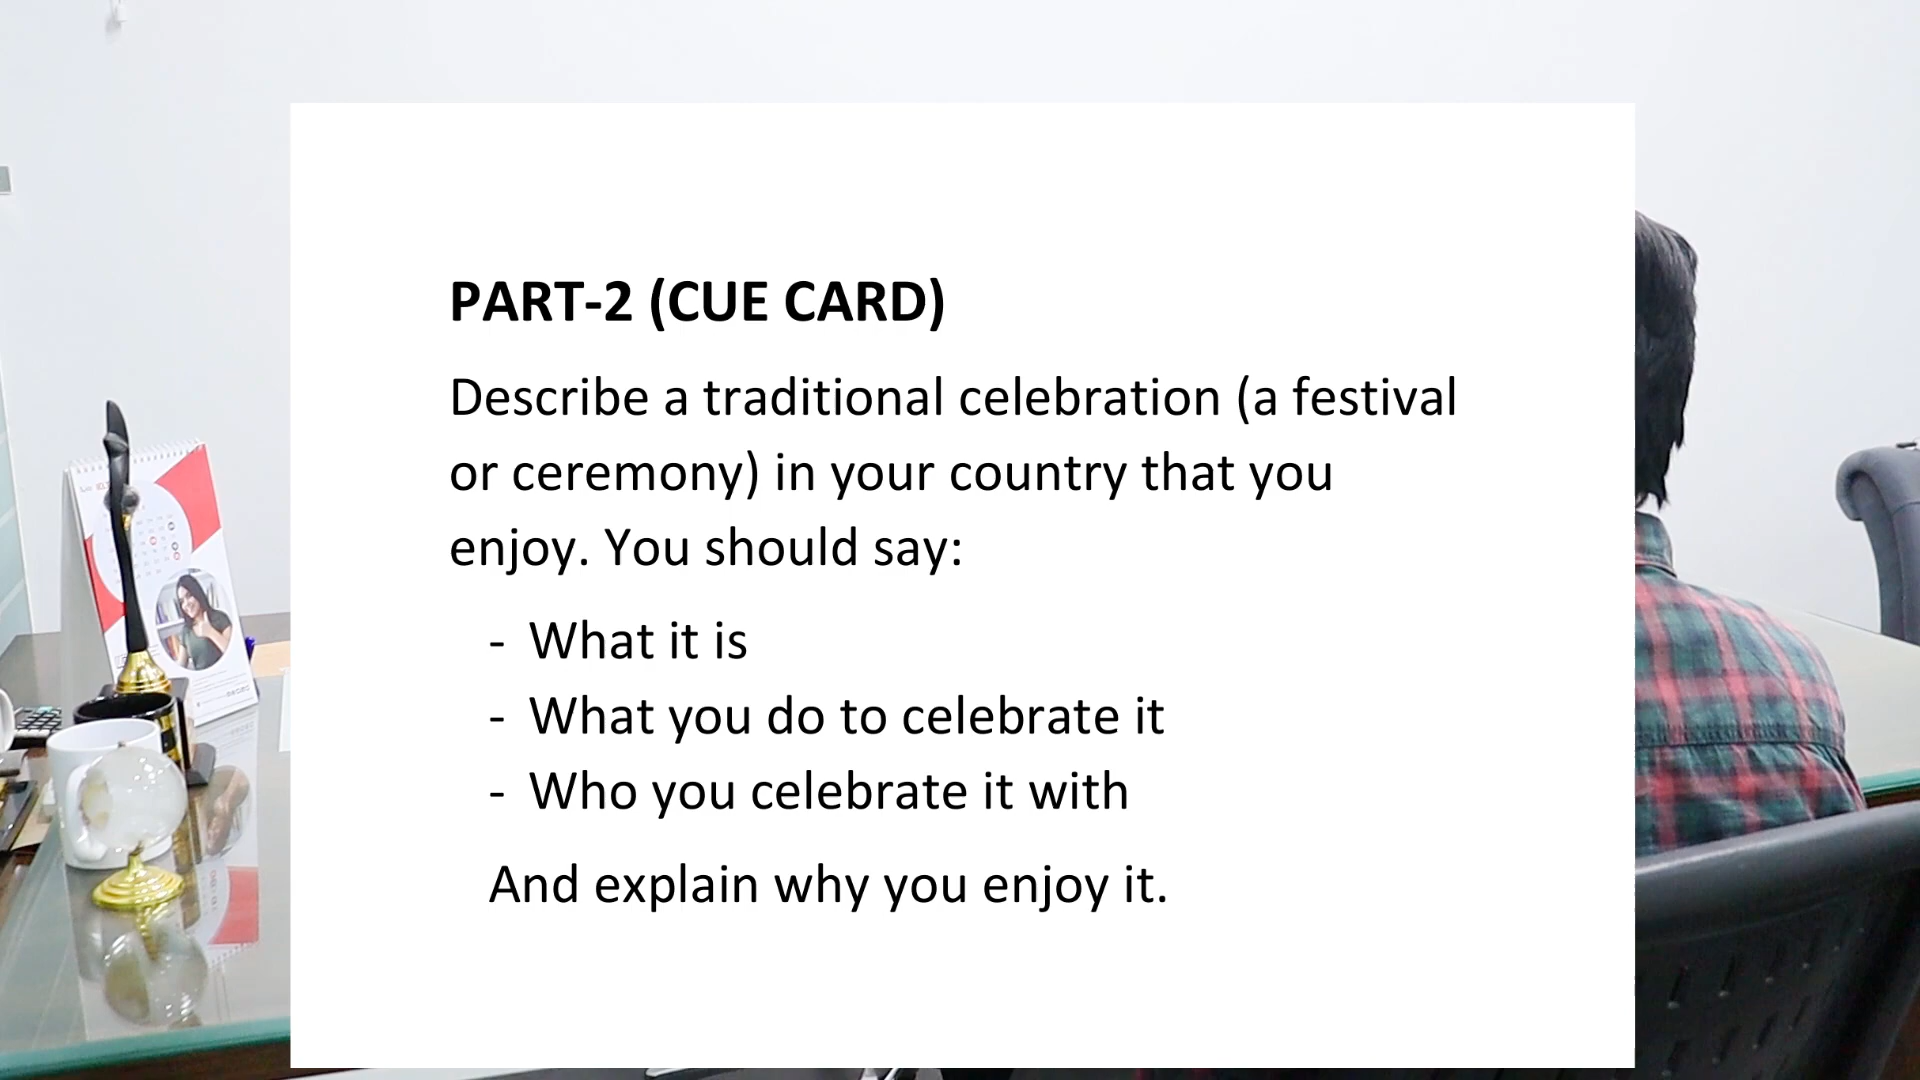 PART-2 (CUE CARD)
Describe a traditional celebration (a festival
or ceremony) in your country that you
enjoy. You should say:
- What it is
- What you do to celebrate it
- Who you celebrate it with
And explain why you enjoy it.